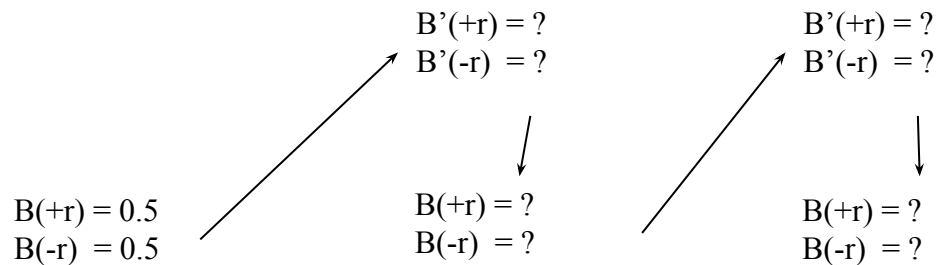 B’(+r) = ?
B’(-r) = ?
B’(+r) = ?
B’(-r) = ?
B(+r) = 0.5
B(-r) = 0.5
B(+r) = ?
B(-r) = ?
B(+r) = ?
B(-r) = ?